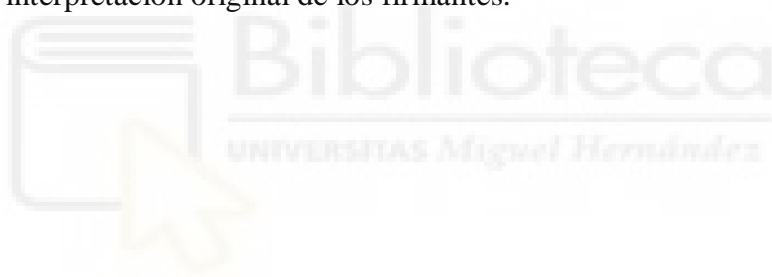 interpretación original de los firmantes.
Biblioteca
UNIVERSITAS Miguel Hernández